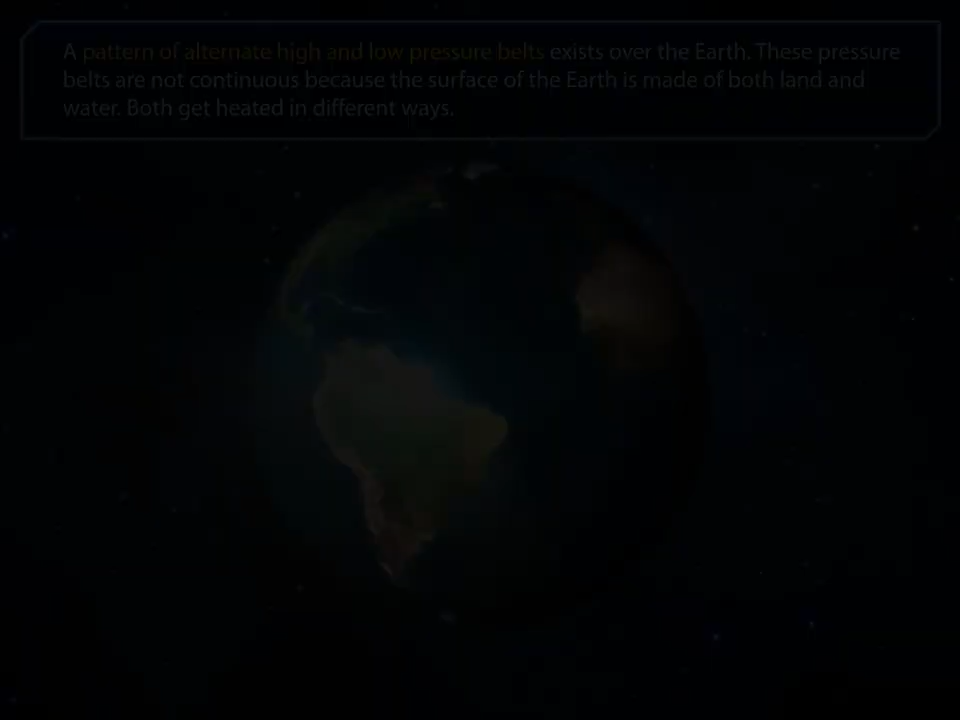 A pattern of alternate high and low pressure belts exists over the Earth. These pressure
belts are not continuous because the surface of the Earth is made of both land and
water. Both get heated in different ways.